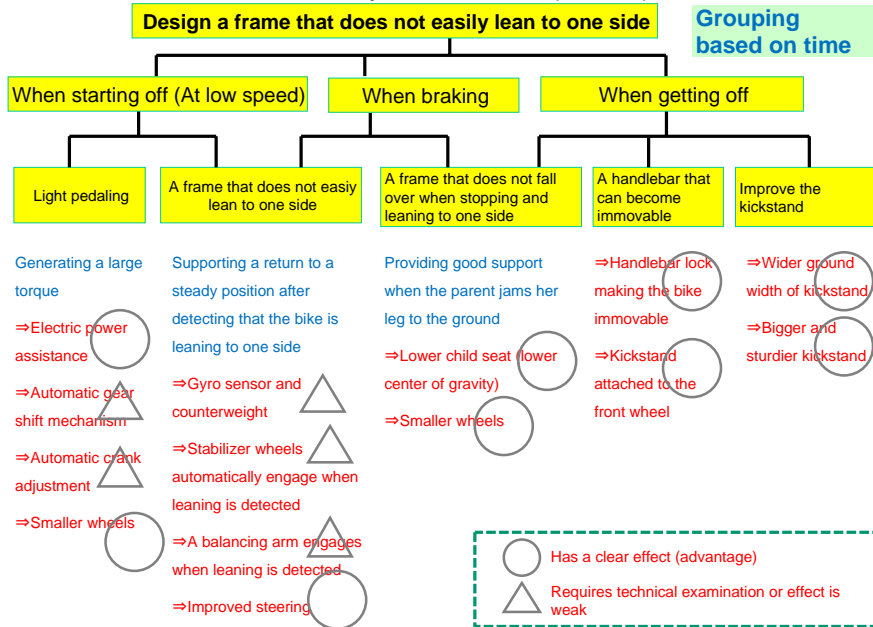 Design a frame that does not easily lean to one side
Grouping
based on time
When starting off (At low speed)
When braking
When getting off
Light pedaling
A frame that does not easiy
lean to one side
A frame that does not fall
over when stopping and
leaning to one side
A handlebar that
can become
immovable
Improve the
kickstand
Generating a large
torque
⇒Electric power
assistance
⇒Automatic gear
shift mechanism
⇒Automatic crank
adjustment
⇒Smaller wheels
Supporting a return to a
steady position after
detecting that the bike is
leaning to one side
⇒Gyro sensor and
counterweight
⇒Stabilizer wheels
automatically engage when
leaning is detected
⇒A balancing arm engages
when leaning is detected
⇒Improved steering
Providing good support
when the parent jams her
leg to the ground
⇒Lower child seat (lower
center of gravity)
⇒Smaller wheels
⇒Handlebar lock
making the bike
immovable
⇒Kickstand
attached to the
front wheel
⇒Wider ground
width of kickstand
⇒Bigger and
sturdier kickstand
Has a clear effect (advantage)
Requires technical examination or effect is
weak